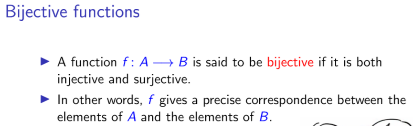 Bijective functions
▶ A function f : A ⟶ B is said to be bijective if it is both
injective and surjective.
▶ In other words, f gives a precise correspondence between the
elements of A and the elements of B.